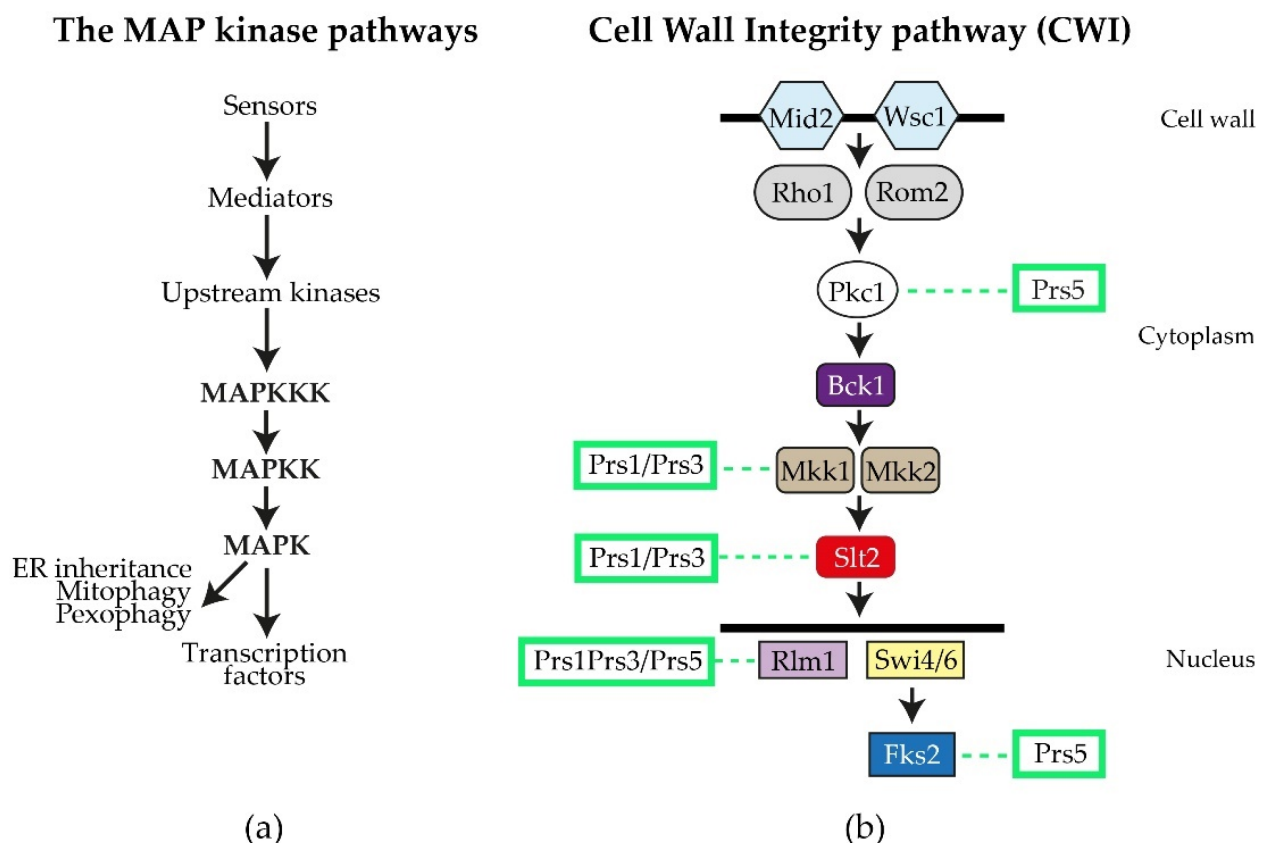 The MAP kinase pathways
Sensors
Mediators
Upstream kinases
MAPKKK
MAPKK
MAPK
ER inheritance
Mitophagy
Pexophagy
Transcription
factors
(a)
Cell Wall Integrity pathway (CWI)
Mid2
Wsc1
Cell wall
Rho1
Rom2
Pkc1
Prs5
Cytoplasm
Bck1
Prs1/Prs3
Mkk1
Mkk2
Prs1/Prs3
Slt2
Prs1Prs3/Prs5
Rlm1
Swi4/6
Nucleus
Fks2
Prs5
(b)